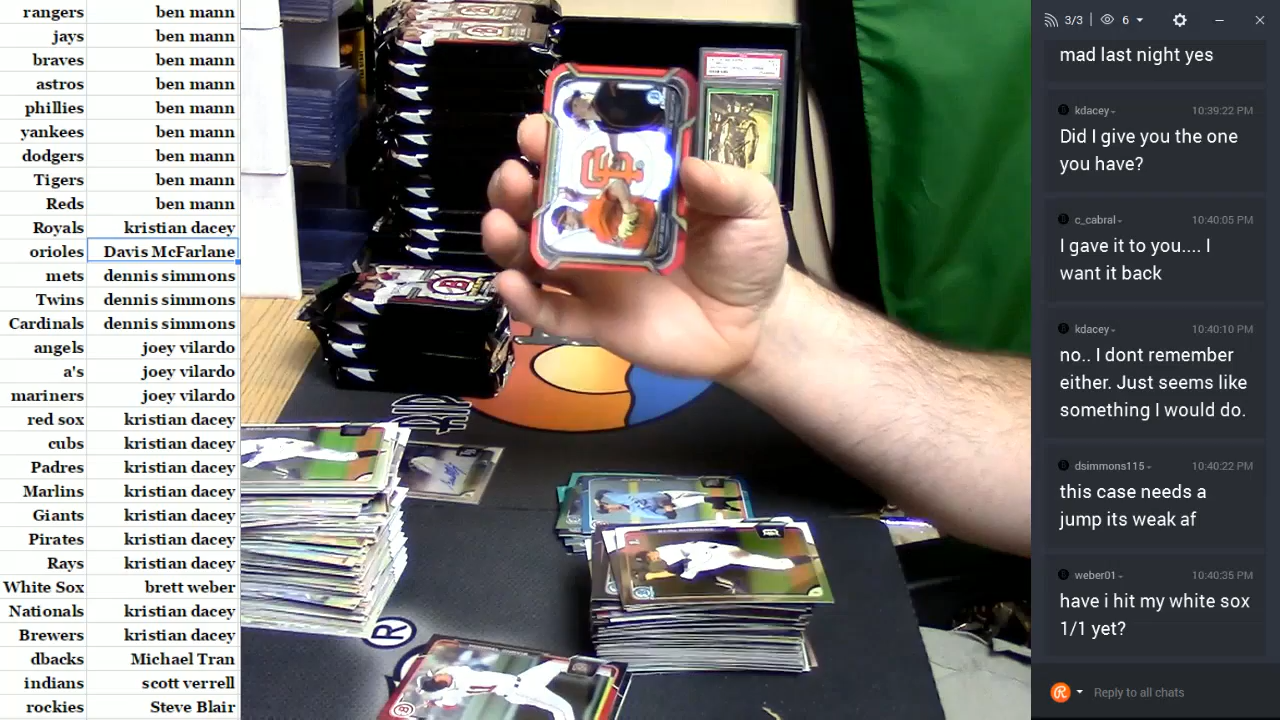 rangers ben mann
jays ben mann
braves ben mann
astros ben mann
phillies ben mann
yankees ben mann
dodgers ben mann
Tigers ben mann
Reds ben mann
Royals kristian dacey
orioles Davis McFarlane
mets dennis simmons
Twins dennis simmons
Cardinals dennis simmons
angels joey vilardo
a's joey vilardo
mariners joey vilardo
red sox kristian dacey
cubs kristian dacey
Padres kristian dacey
Marlins kristian dacey
Giants kristian dacey
Pirates kristian dacey
Rays kristian dacey
White Sox brett weber
Nationals kristian dacey
Brewers kristian dacey
dbacks Michael Tran
indians scott verrell
rockies Steve Blair
SF
RIP
3/3 6
mad last night yes
kdacey 10:39:22 PM
Did I give you the one
you have?
c_cabral 10:40:05 PM
I gave it to you.... I
want it back
kdacey 10:40:10 PM
no.. I dont remember
either. Just seems like
something I would do.
dsimmons115 10:40:22 PM
this case needs a
jump its weak af
weber01 10:40:35 PM
have i hit my white sox
1/1 yet?
Reply to all chats